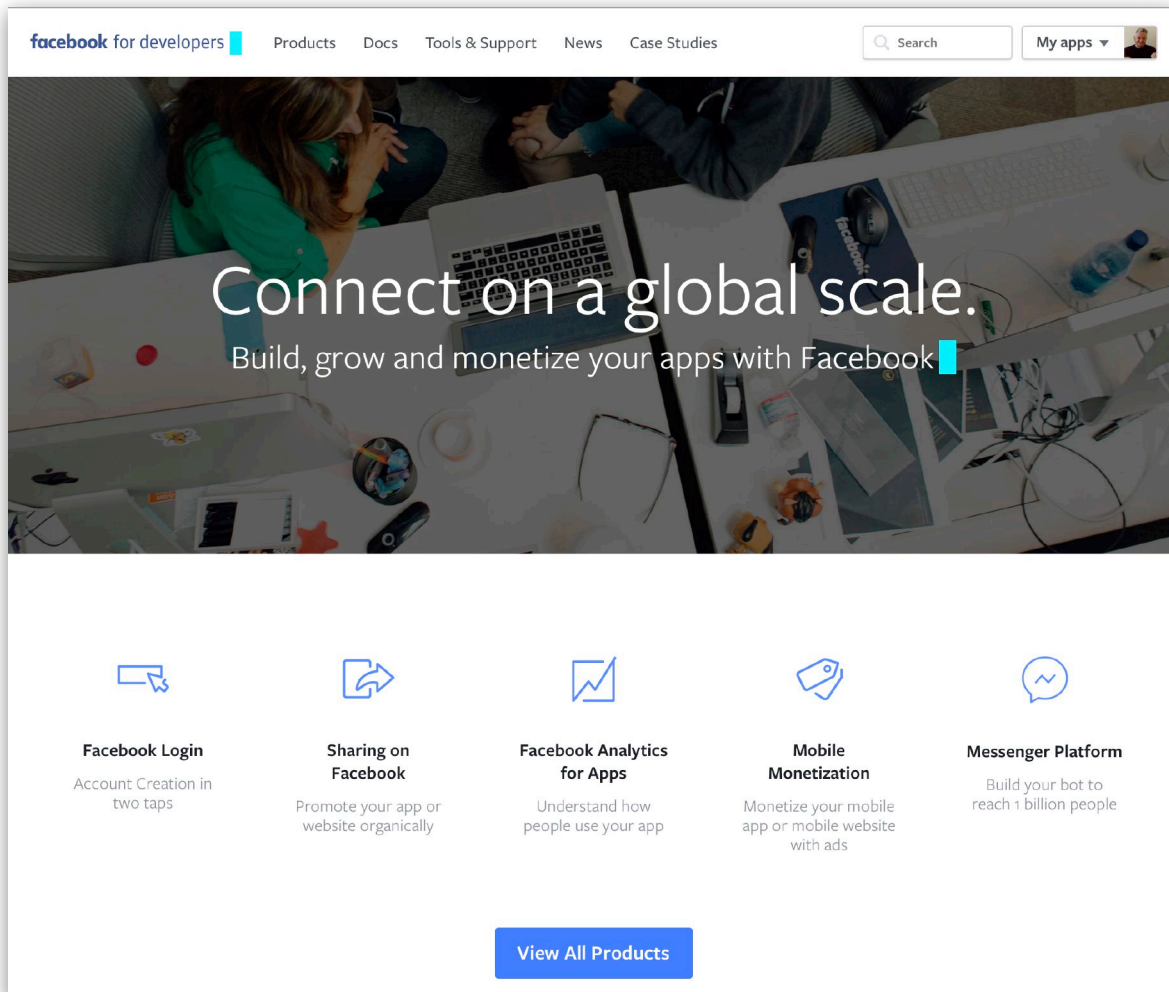 facebook for developers
Products
Docs
Tools & Support
News
Case Studies
Search
My apps
facebook
Connect on a global scale.
Build, grow and monetize your apps with Facebook
Facebook Login
Account Creation in
two taps
Sharing on
Facebook
Promote your app or
website organically
Facebook Analytics
for Apps
Understand how
people use your app
Mobile
Monetization
Monetize your mobile
app or mobile website
with ads
Messenger Platform
Build your bot to
reach 1 billion people
View All Products